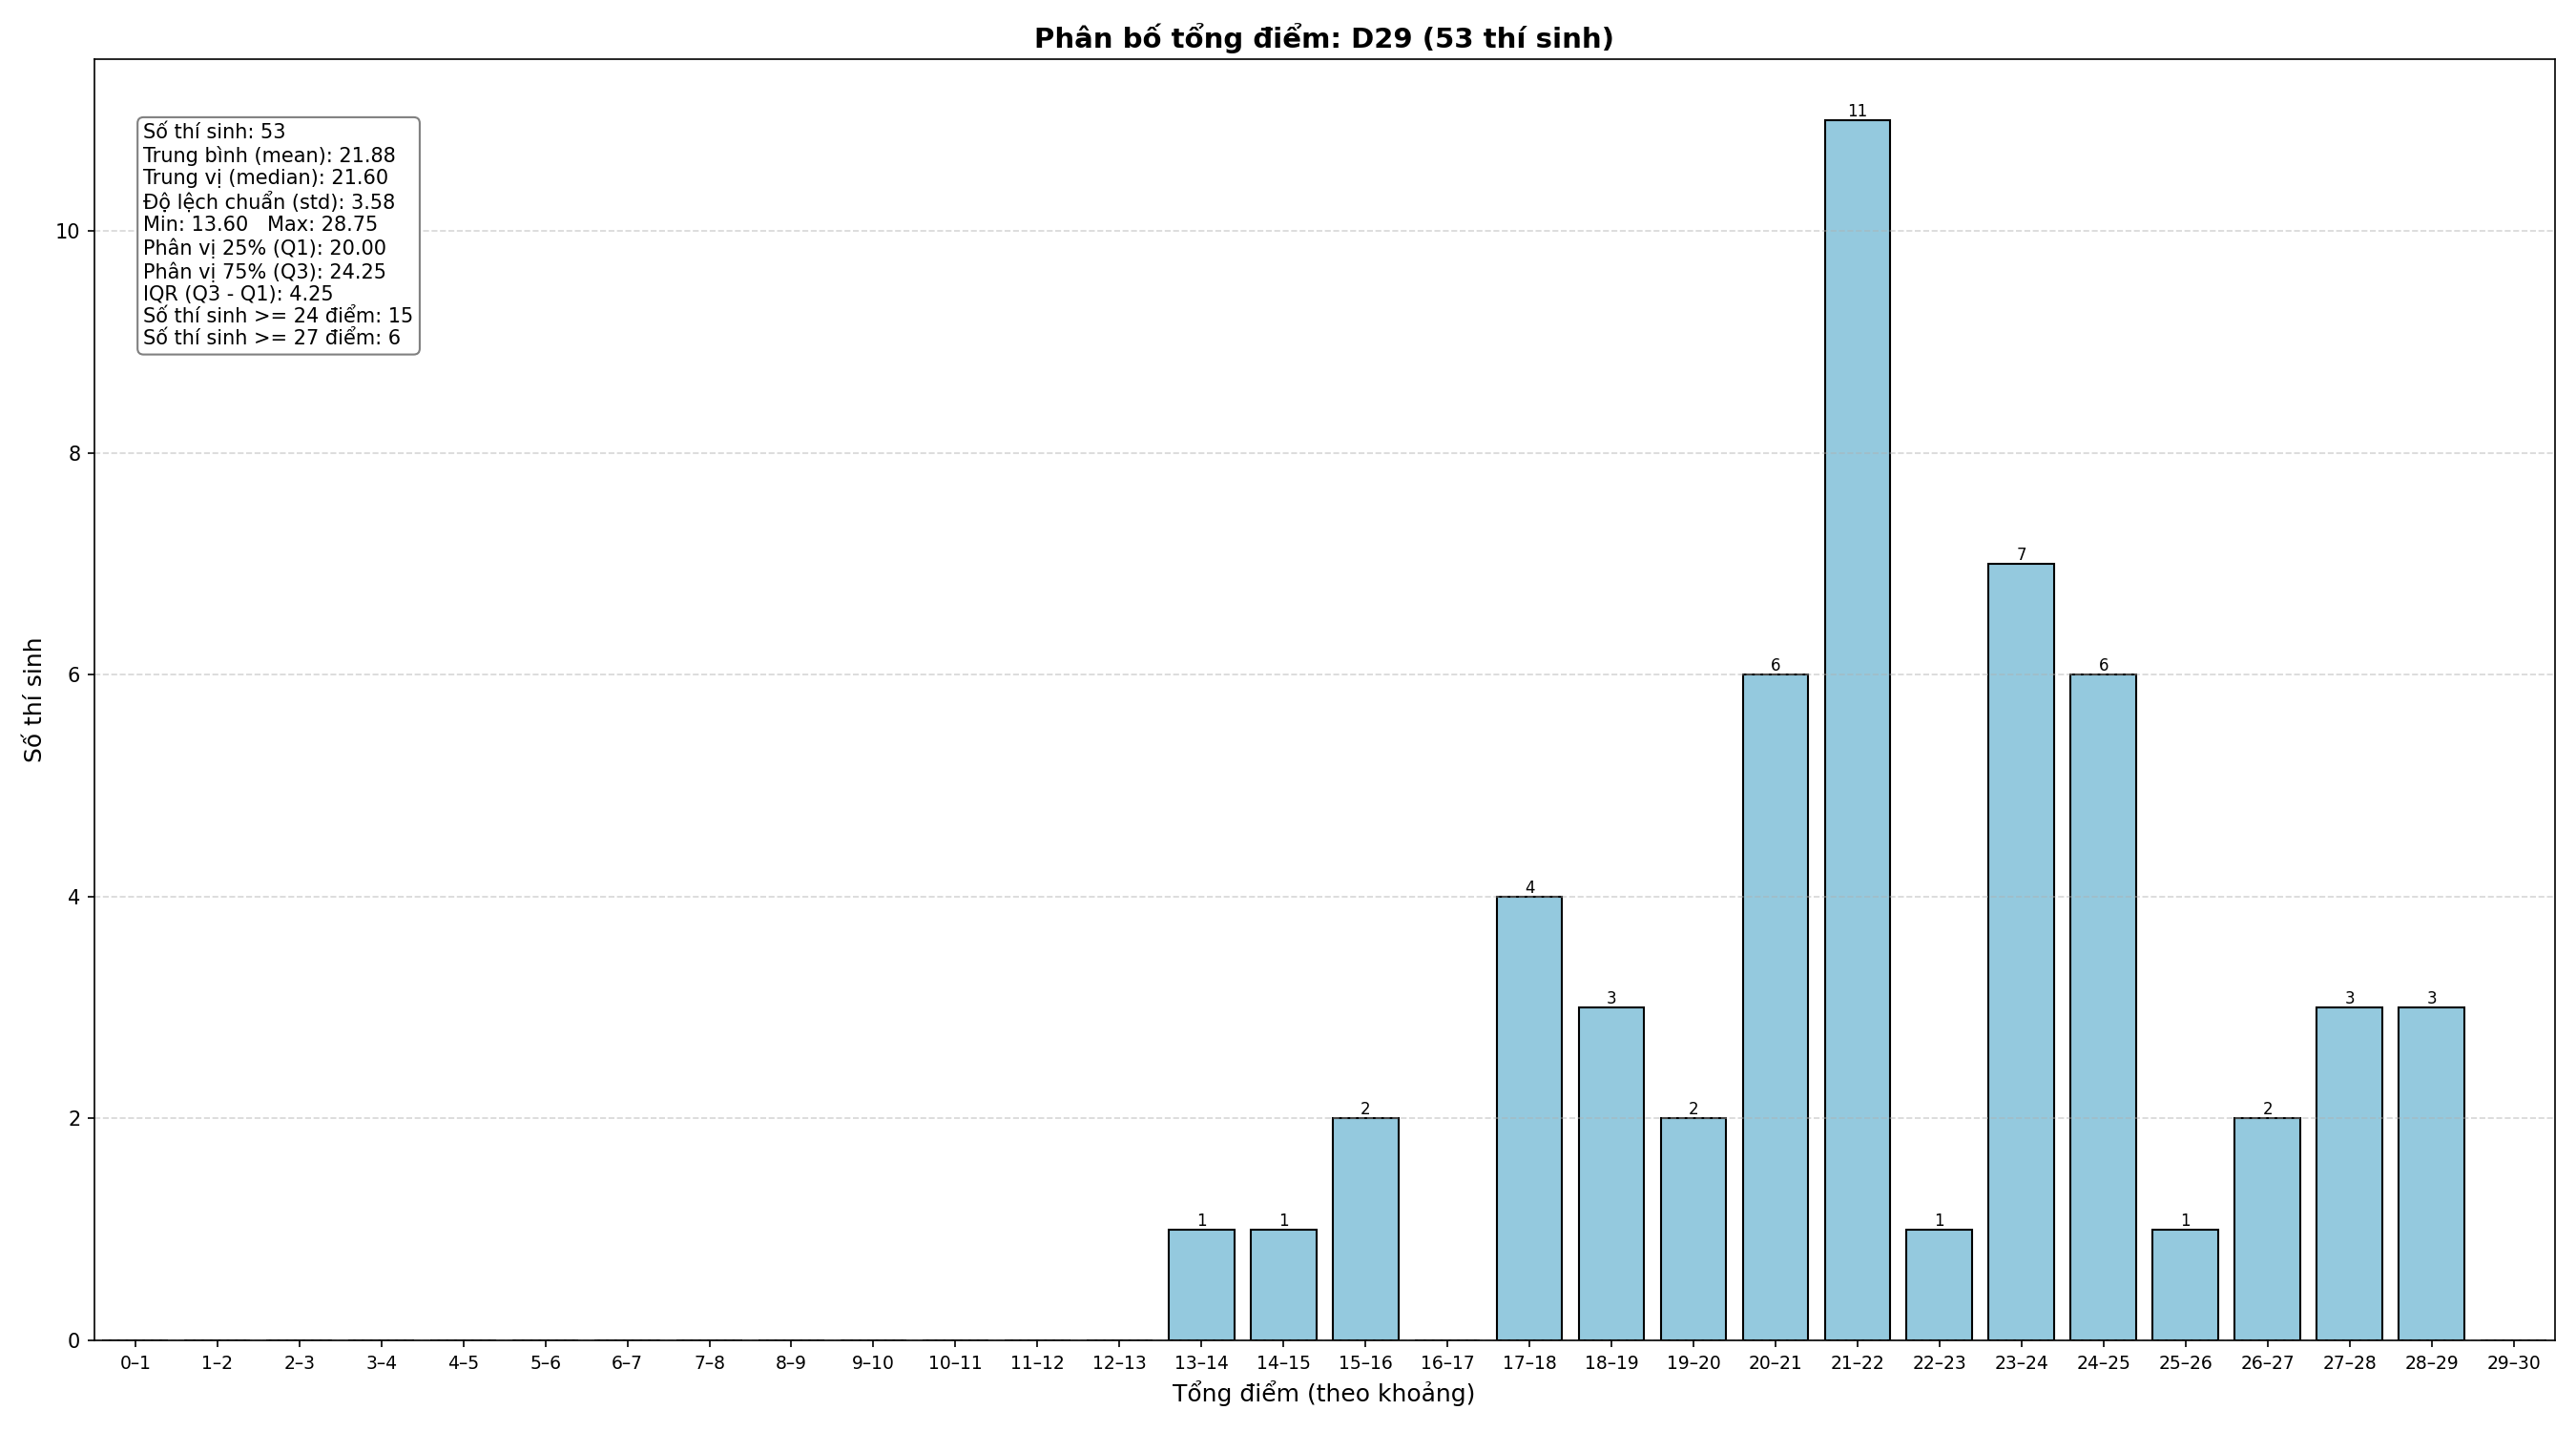 Phân bố tổng điểm: D29 (53 thí sinh)
Số thí sinh: 53
Trung bình (mean): 21.88
Trung vị (median): 21.60
Độ lệch chuẩn (std): 3.58
Min: 13.60   Max: 28.75
Phân vị 25% (Q1): 20.00
Phân vị 75% (Q3): 24.25
IQR (Q3 - Q1): 4.25
Số thí sinh >= 24 điểm: 15
Số thí sinh >= 27 điểm: 6
Số thí sinh
10
8
6
4
2
0
1 1 2 4 3 2 6 11 1 7 6 1 2 3 3
0–1 1–2 2–3 3–4 4–5 5–6 6–7 7–8 8–9 9–10 10–11 11–12 12–13 13–14 14–15 15–16 16–17 17–18 18–19 19–20 20–21 21–22 22–23 23–24 24–25 25–26 26–27 27–28 28–29 29–30
Tổng điểm (theo khoảng)